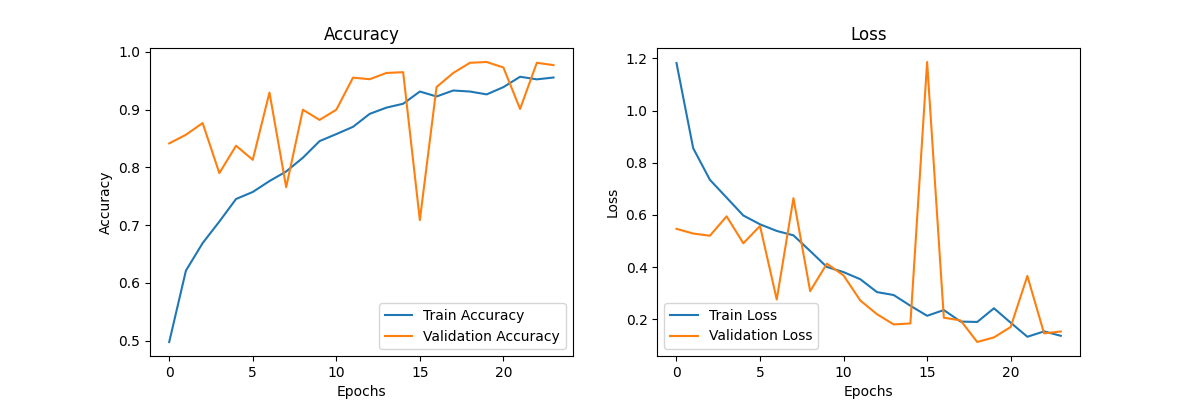 Accuracy
1.0
0.9
0.8
0.7
0.6
0.5
Accuracy
Train Accuracy
Validation Accuracy
0 5 10 15 20
Epochs
Loss
1.2
1.0
0.8
0.6
0.4
0.2
Loss
Train Loss
Validation Loss
0 5 10 15 20
Epochs